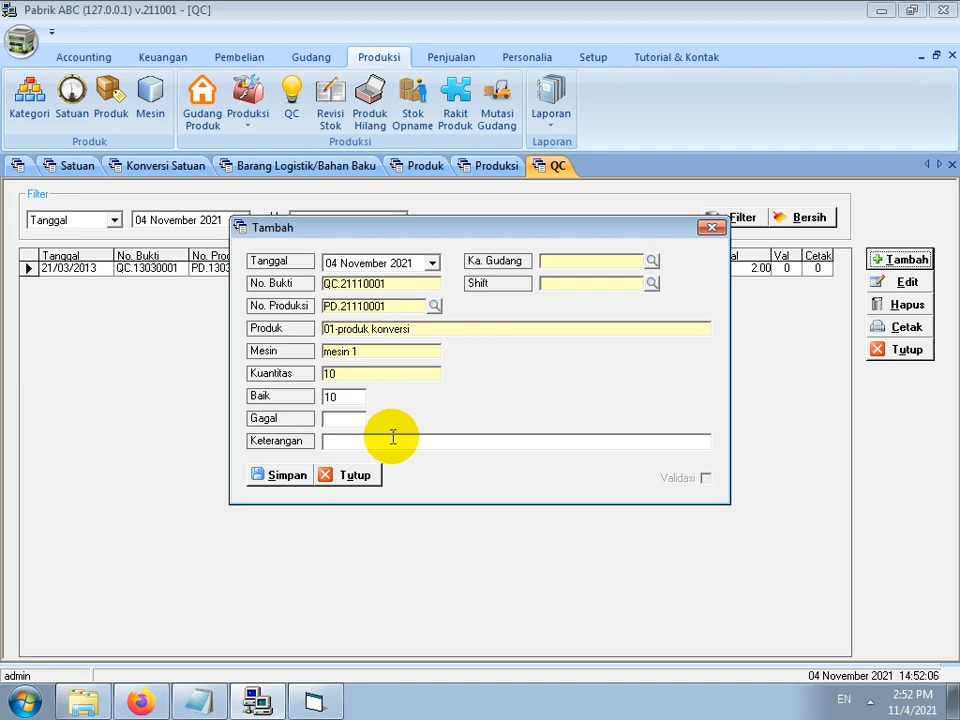 Pabrik ABC (127.0.0.1) v.211001 - [QC]
Accounting Keuangan Pembelian Gudang Produksi Penjualan Personalia Setup Tutorial & Kontak
Kategori Satuan Produk Mesin Gudang Produk Produksi QC Revisi Stok Produk Hilang Stok Opname Rakit Produk Mutasi Gudang Laporan
Produk Produksi Laporan
Satuan Konversi Satuan Barang Logistik/Bahan Baku Produk Produksi QC
Filter
Tanggal 04 November 2021 Filter Bersih
Tambah
Tanggal No. Bukti Val Cetak
21/03/2013 QC.13030001 PD.1303 2.00 0 0
Tambah
Edit
Hapus
Cetak
Tutup
Tanggal 04 November 2021 Ka. Gudang
No. Bukti QC.21110001 Shift
No. Produksi PD.21110001
Produk 01-produk konversi
Mesin mesin 1
Kuantitas 10
Baik 10
Gagal
Keterangan
Simpan Tutup Validasi
admin 04 November 2021 14:52:06
EN 2:52 PM
11/4/2021